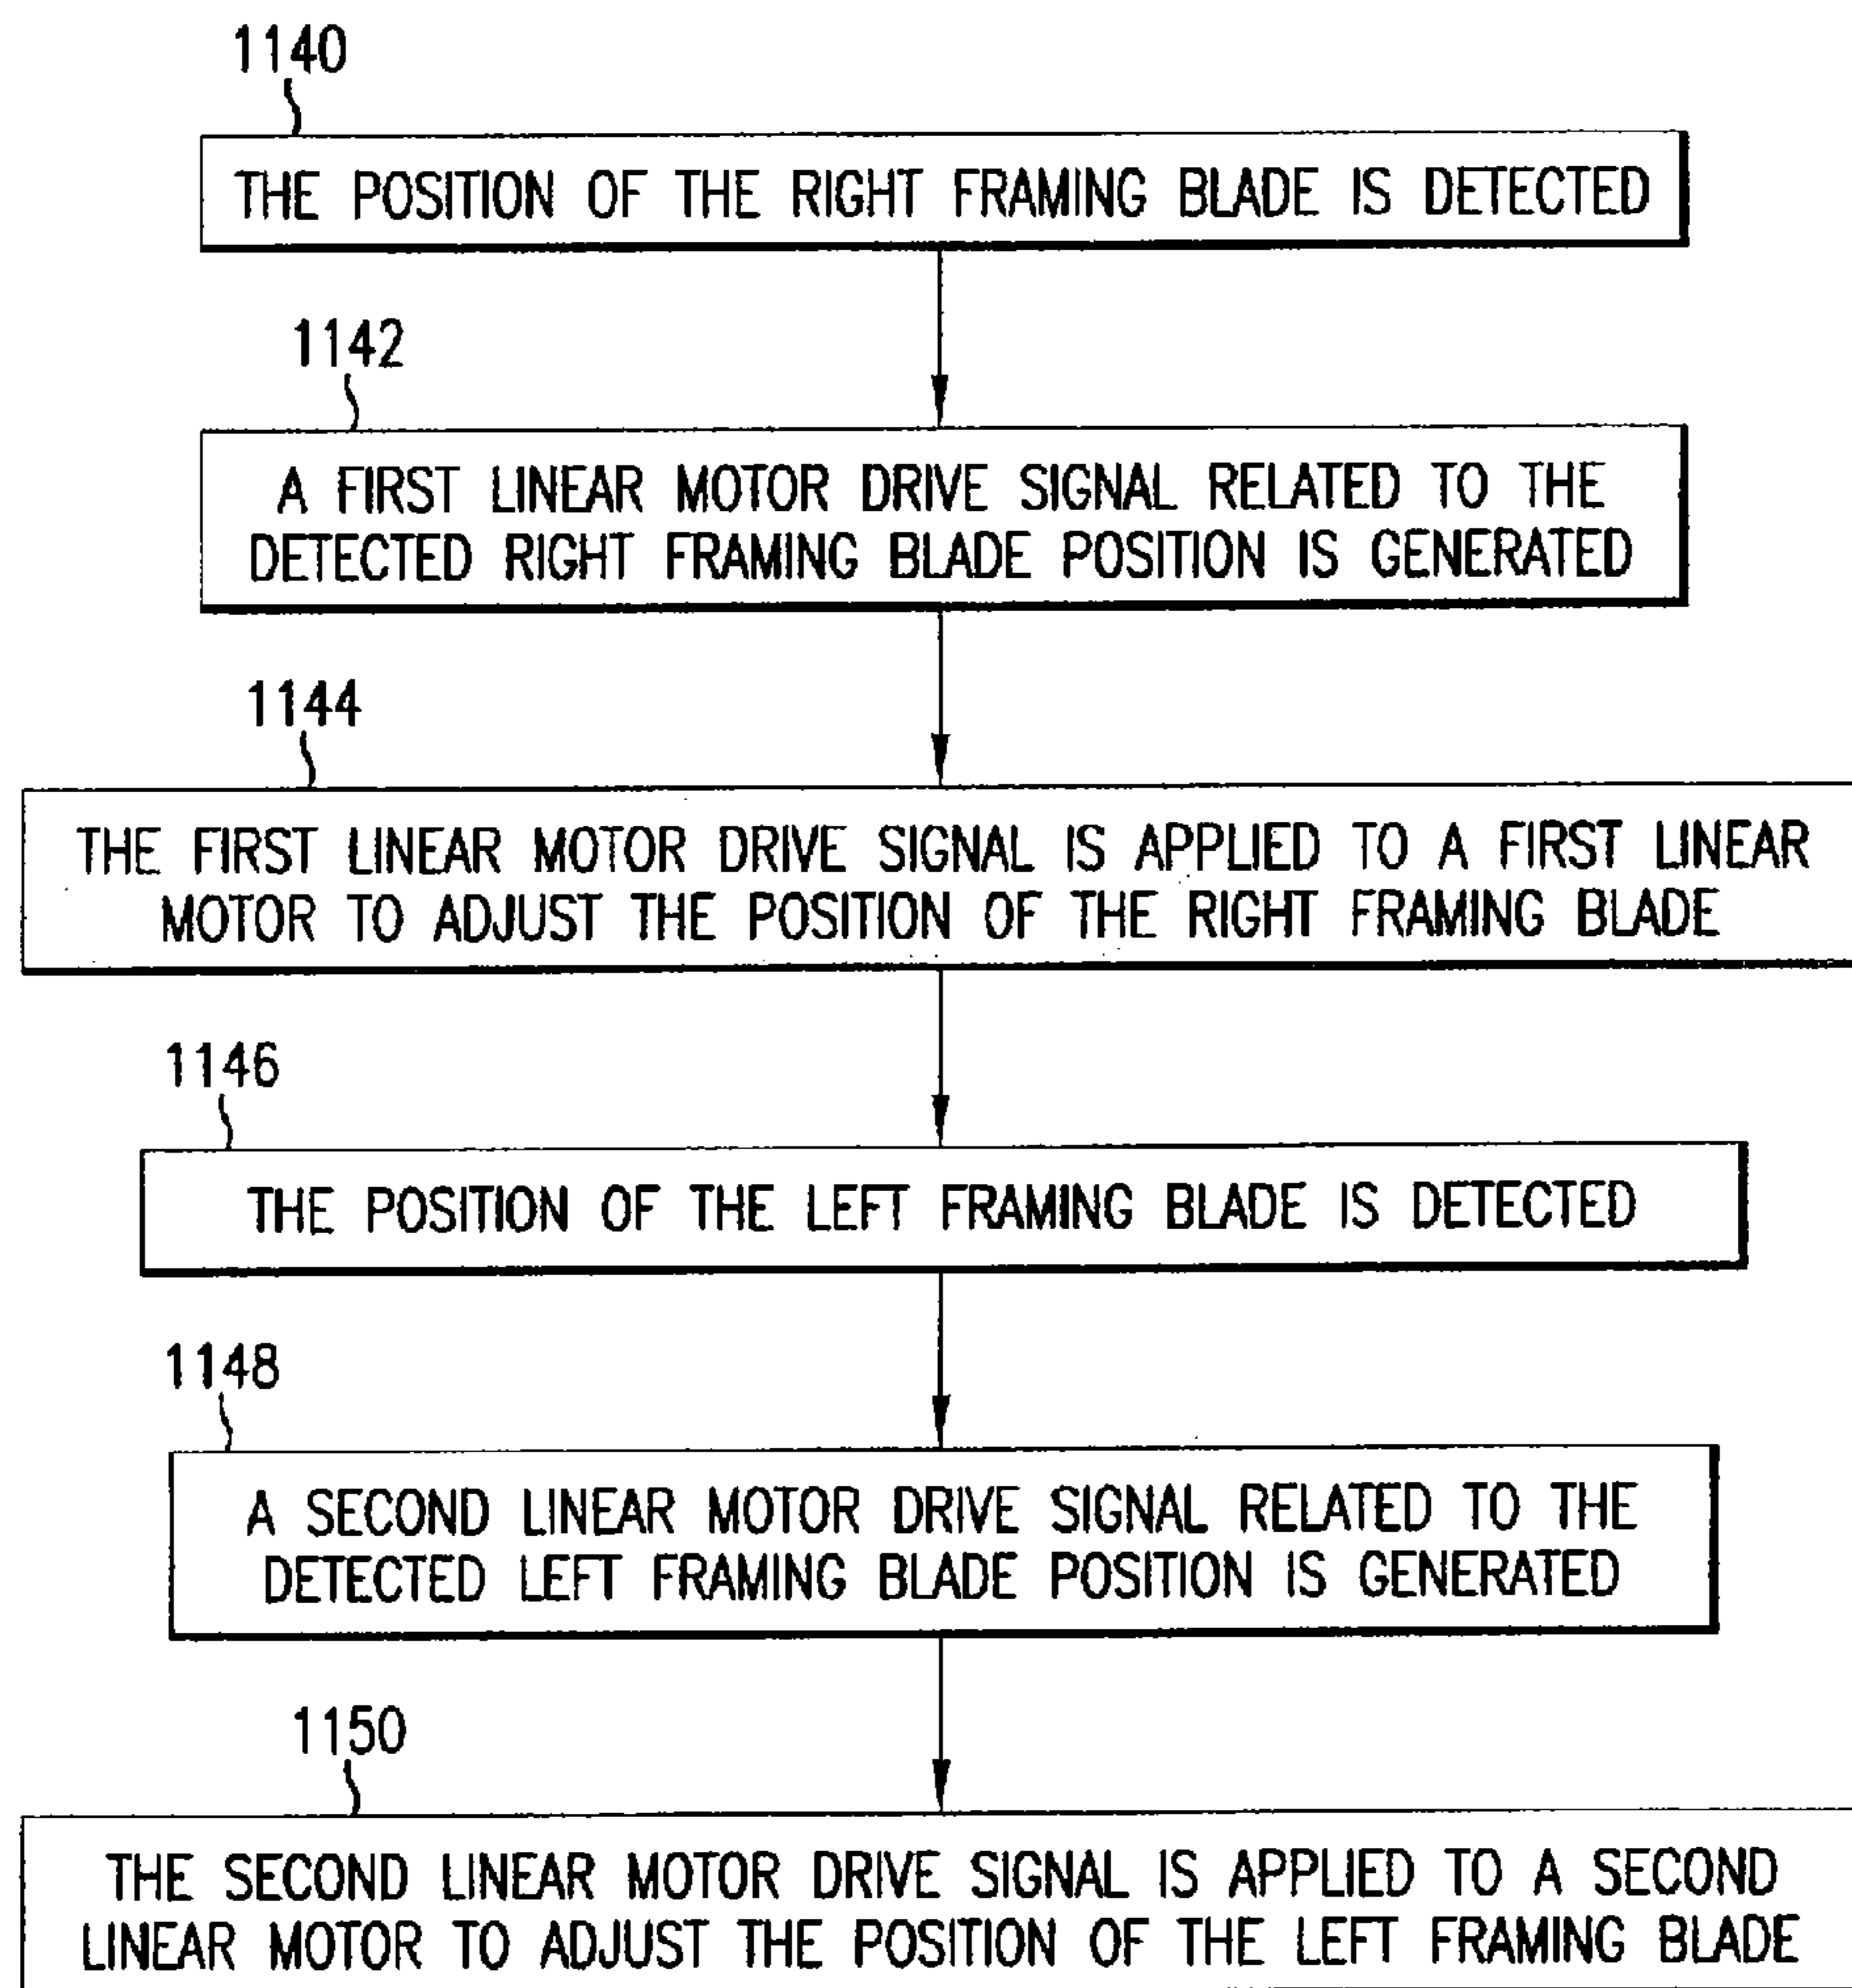 1140
THE POSITION OF THE RIGHT FRAMING BLADE IS DETECTED
1142
A FIRST LINEAR MOTOR DRIVE SIGNAL RELATED TO THE
DETECTED RIGHT FRAMING BLADE POSITION IS GENERATED
1144
THE FIRST LINEAR MOTOR DRIVE SIGNAL IS APPLIED TO A FIRST LINEAR
MOTOR TO ADJUST THE POSITION OF THE RIGHT FRAMING BLADE
1146
THE POSITION OF THE LEFT FRAMING BLADE IS DETECTED
1148
A SECOND LINEAR MOTOR DRIVE SIGNAL RELATED TO THE
DETECTED LEFT FRAMING BLADE POSITION IS GENERATED
1150
THE SECOND LINEAR MOTOR DRIVE SIGNAL IS APPLIED TO A SECOND
LINEAR MOTOR TO ADJUST THE POSITION OF THE LEFT FRAMING BLADE